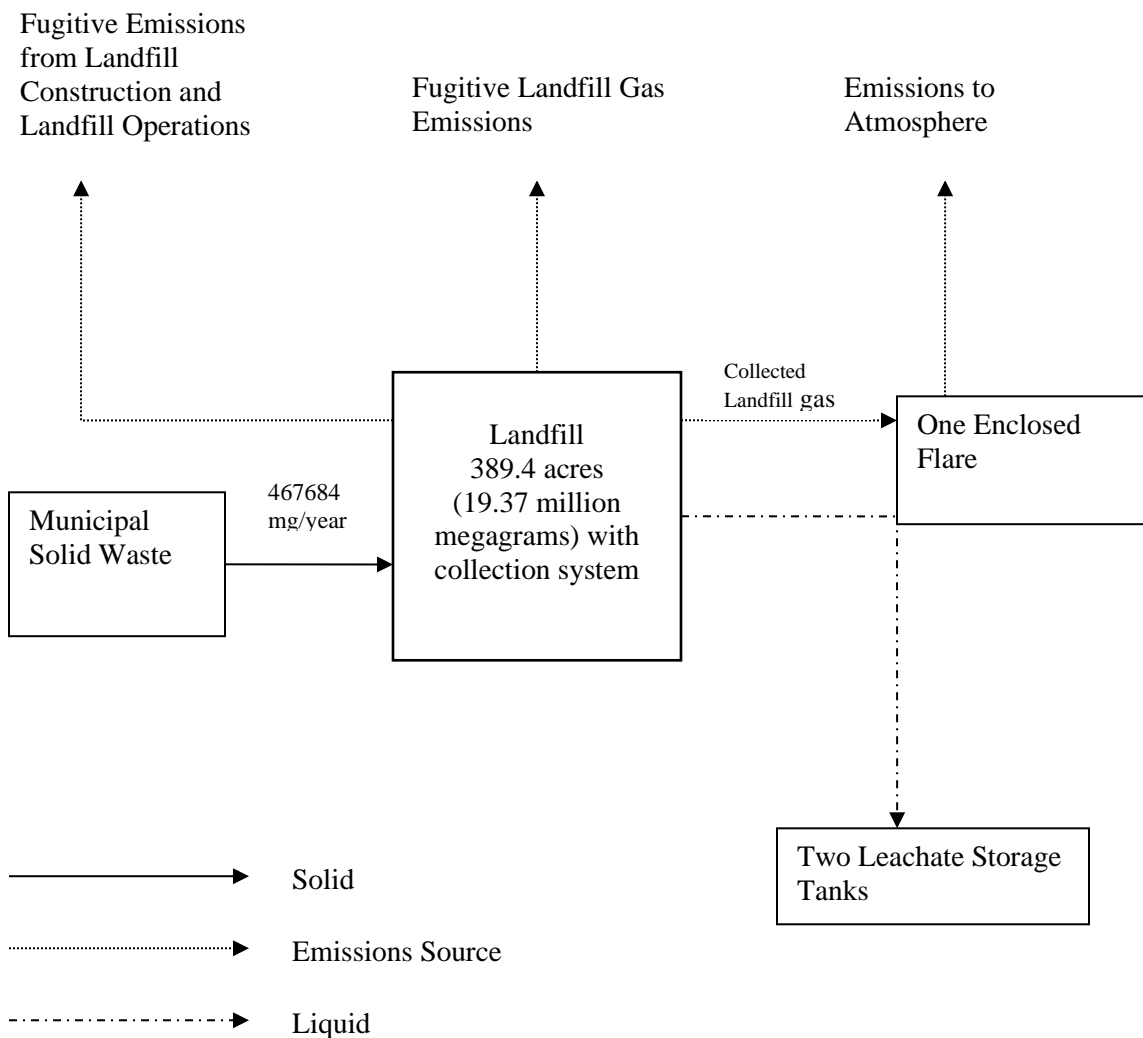 Fugitive Emissions
from Landfill
Construction and
Landfill Operations
Fugitive Landfill Gas
Emissions
Emissions to
Atmosphere
Collected
Landfill gas
One Enclosed
Flare
Landfill
389.4 acres
(19.37 million
megagrams) with
collection system
467684
mg/year
Municipal
Solid Waste
Two Leachate Storage
Tanks
Solid
Emissions Source
Liquid